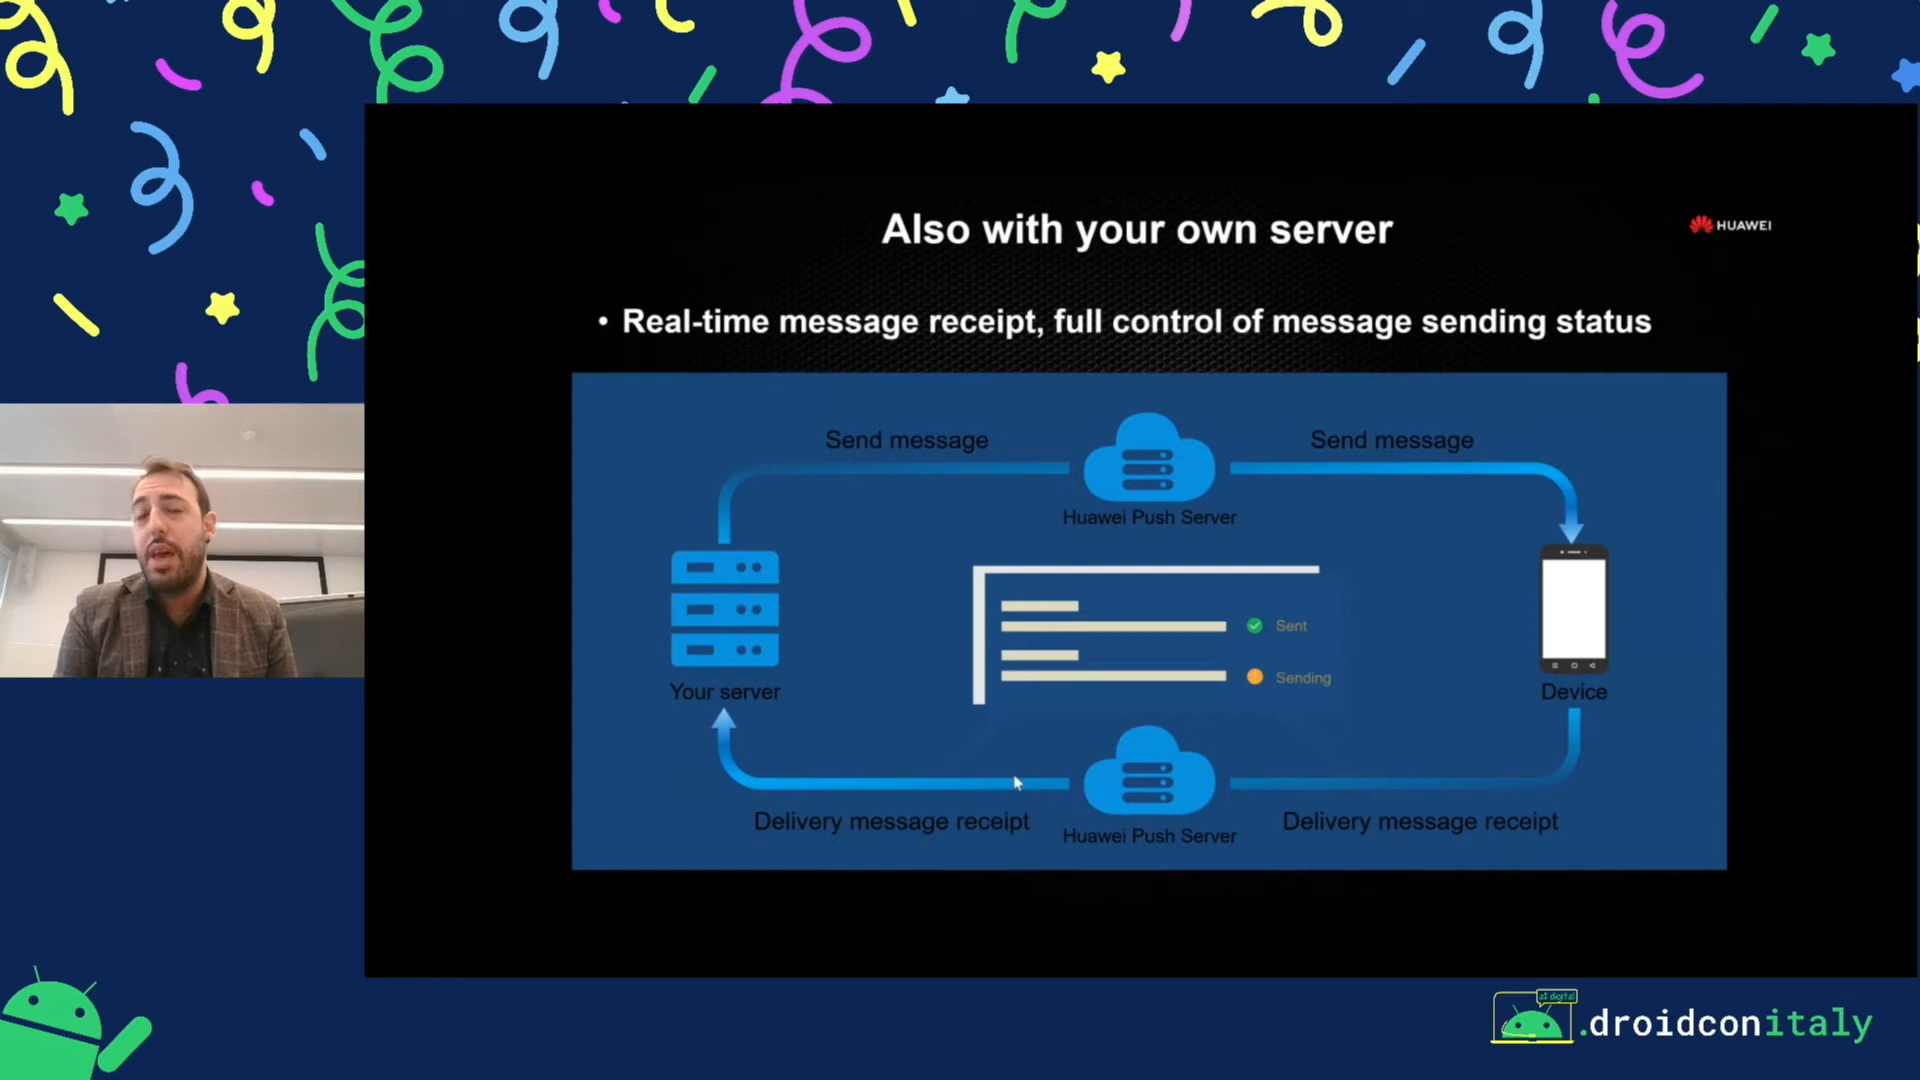 Also with your own server
HUAWEI
• Real-time message receipt, full control of message sending status
Send message
Send message
Huawei Push Server
Sent
Sending
Your server
Device
Delivery message receipt
Huawei Push Server
Delivery message receipt
all digital
.droidconitaly